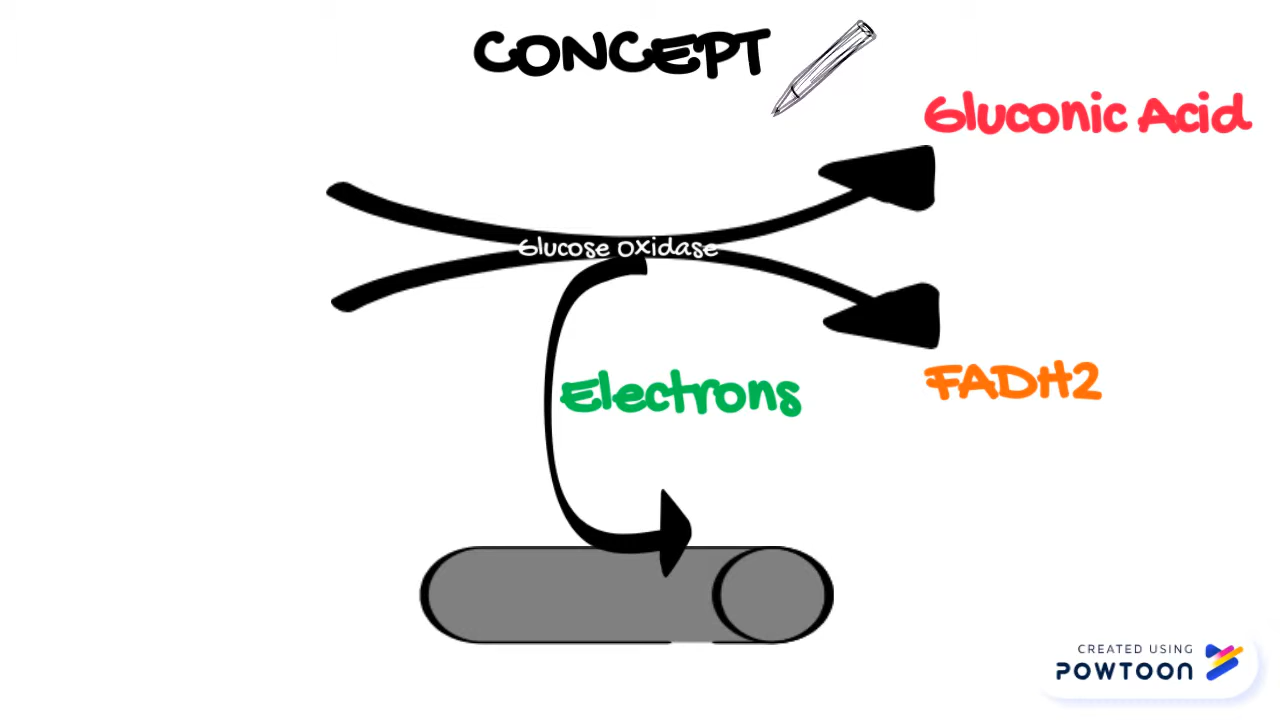 CONCEPT
Gluconic Acid
Glucose Oxidase
Electrons
FADH2
CREATED USING
POWTOON